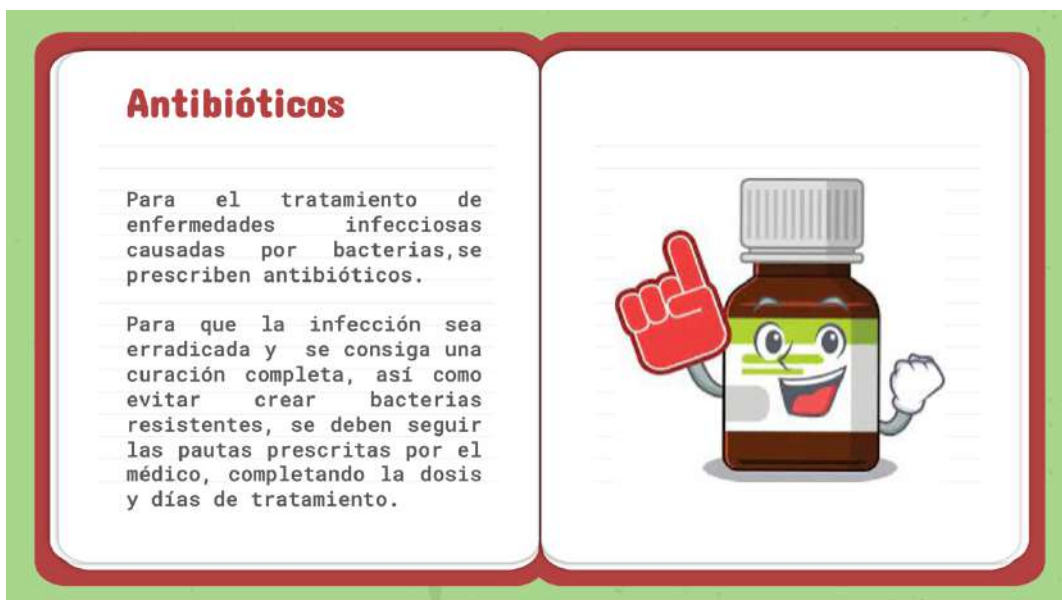 Antibióticos
Para el tratamiento de
enfermedades infecciosas
causadas por bacterias,se
prescriben antibióticos.
Para que la infección sea
erradicada y se consiga una
curación completa, así como
evitar crear bacterias
resistentes, se deben seguir
las pautas prescritas por el
médico, completando la dosis
y días de tratamiento.